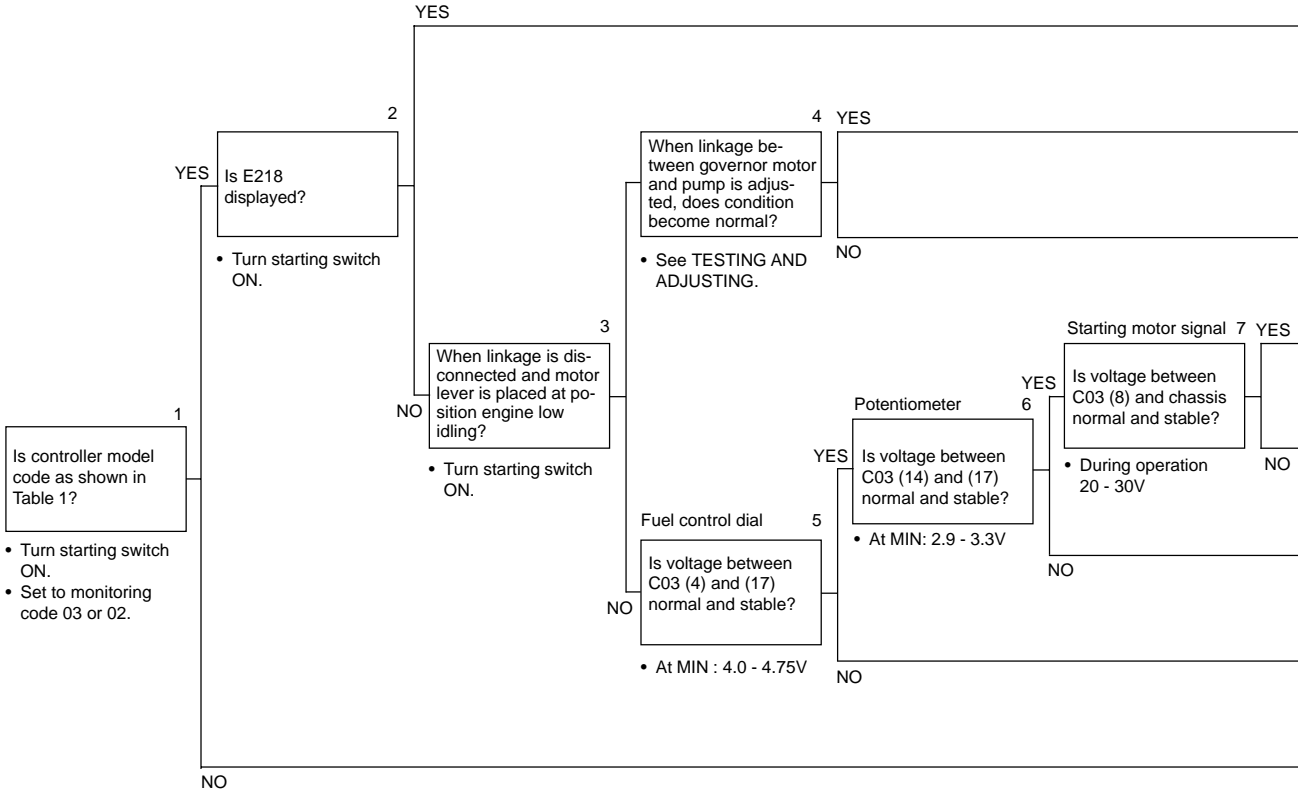 YES
2
YES
Is E218
displayed?
• Turn starting switch
ON.
4
YES
When linkage be-
tween governor motor
and pump is adjus-
ted, does condition
become normal?
NO
• See TESTING AND
ADJUSTING.
3
NO
When linkage is dis-
connected and motor
lever is placed at po-
sition engine low
idling?
• Turn starting switch
ON.
1
Is controller model
code as shown in
Table 1?
• Turn starting switch
ON.
• Set to monitoring
code 03 or 02.
Starting motor signal 7
YES
YES
Is voltage between
C03 (8) and chassis
normal and stable?
• During operation
20 - 30V
NO
Potentiometer
6
YES
Is voltage between
C03 (14) and (17)
normal and stable?
• At MIN: 2.9 - 3.3V
NO
Fuel control dial
5
NO
Is voltage between
C03 (4) and (17)
normal and stable?
• At MIN : 4.0 - 4.75V
NO
NO